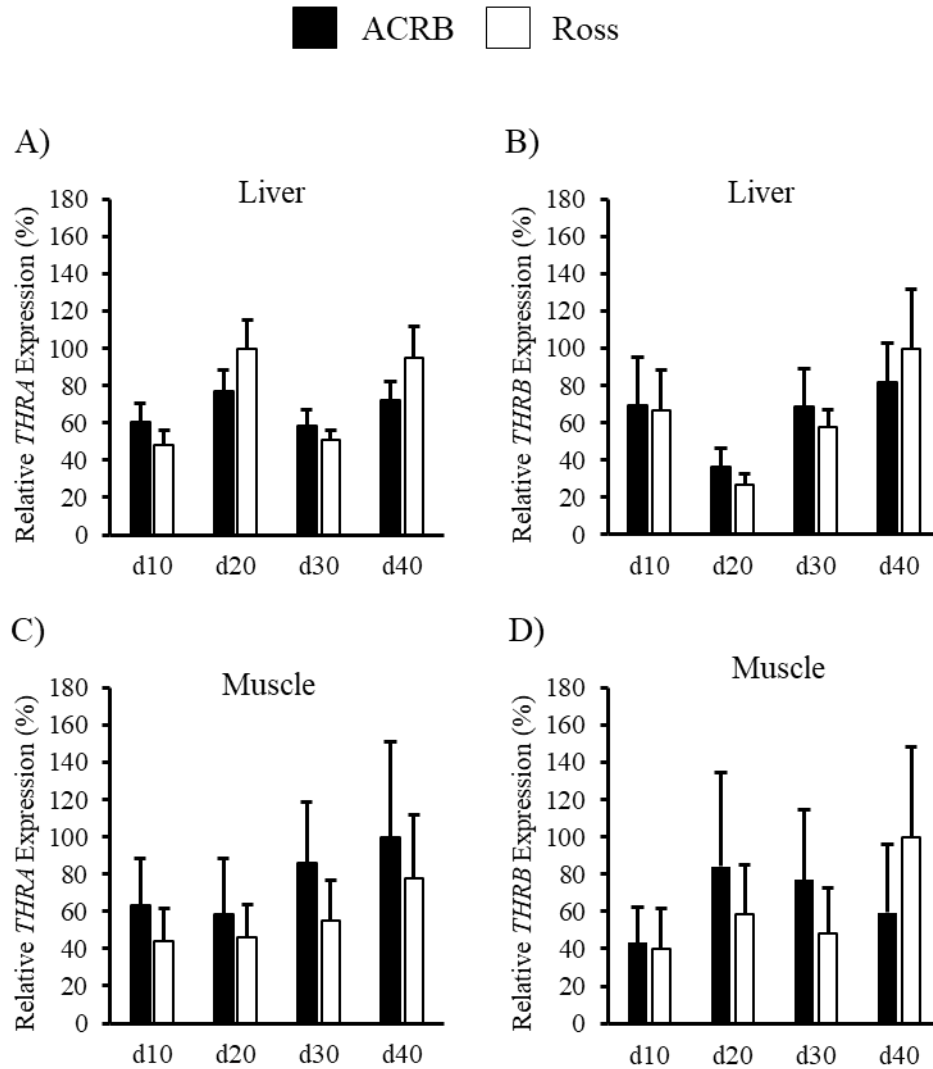 ACRB Ross
A)
Liver
Relative THRA Expression (%)
180
160
140
120
100
80
60
40
20
0
d10 d20 d30 d40
B)
Liver
Relative THRB Expression (%)
180
160
140
120
100
80
60
40
20
0
d10 d20 d30 d40
C)
Muscle
Relative THRA Expression (%)
180
160
140
120
100
80
60
40
20
0
d10 d20 d30 d40
D)
Muscle
Relative THRB Expression (%)
180
160
140
120
100
80
60
40
20
0
d10 d20 d30 d40